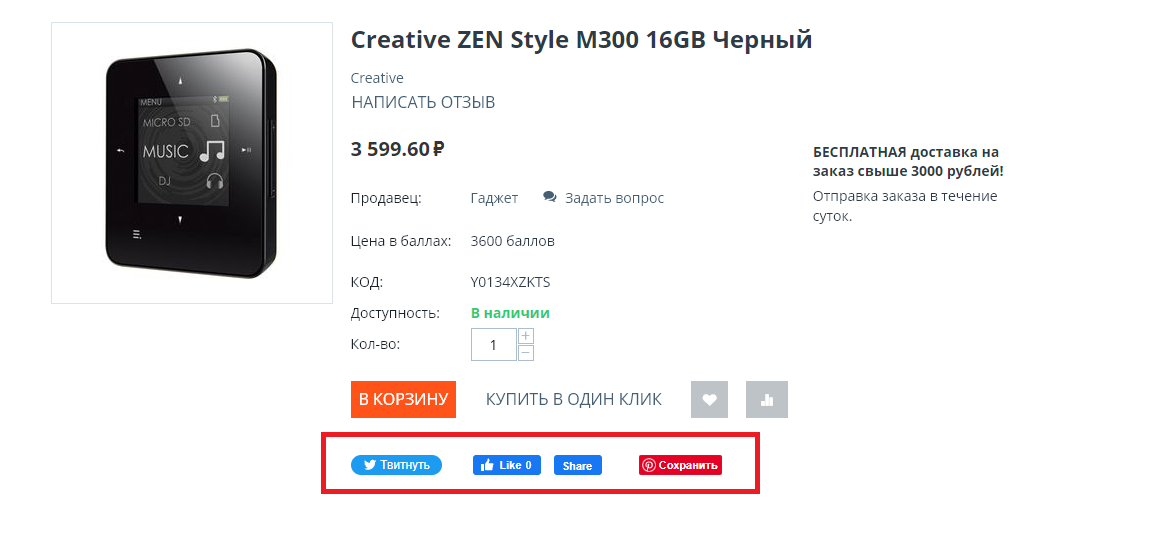 Creative ZEN Style M300 16GB Черный
Creative
НАПИСАТЬ ОТЗЫВ
MENU
MICRO SD
MUSIC
DJ
3 599.60 ₽
БЕСПЛАТНАЯ доставка на
заказ свыше 3000 рублей!
Отправка заказа в течение
суток.
Продавец: Гаджет Задать вопрос
Цена в баллах: 3600 баллов
КОД: Y0134XZKTS
Доступность: В наличии
Кол-во: 1 + −
В КОРЗИНУ КУПИТЬ В ОДИН КЛИК
Твитнуть Like 0 Share Сохранить